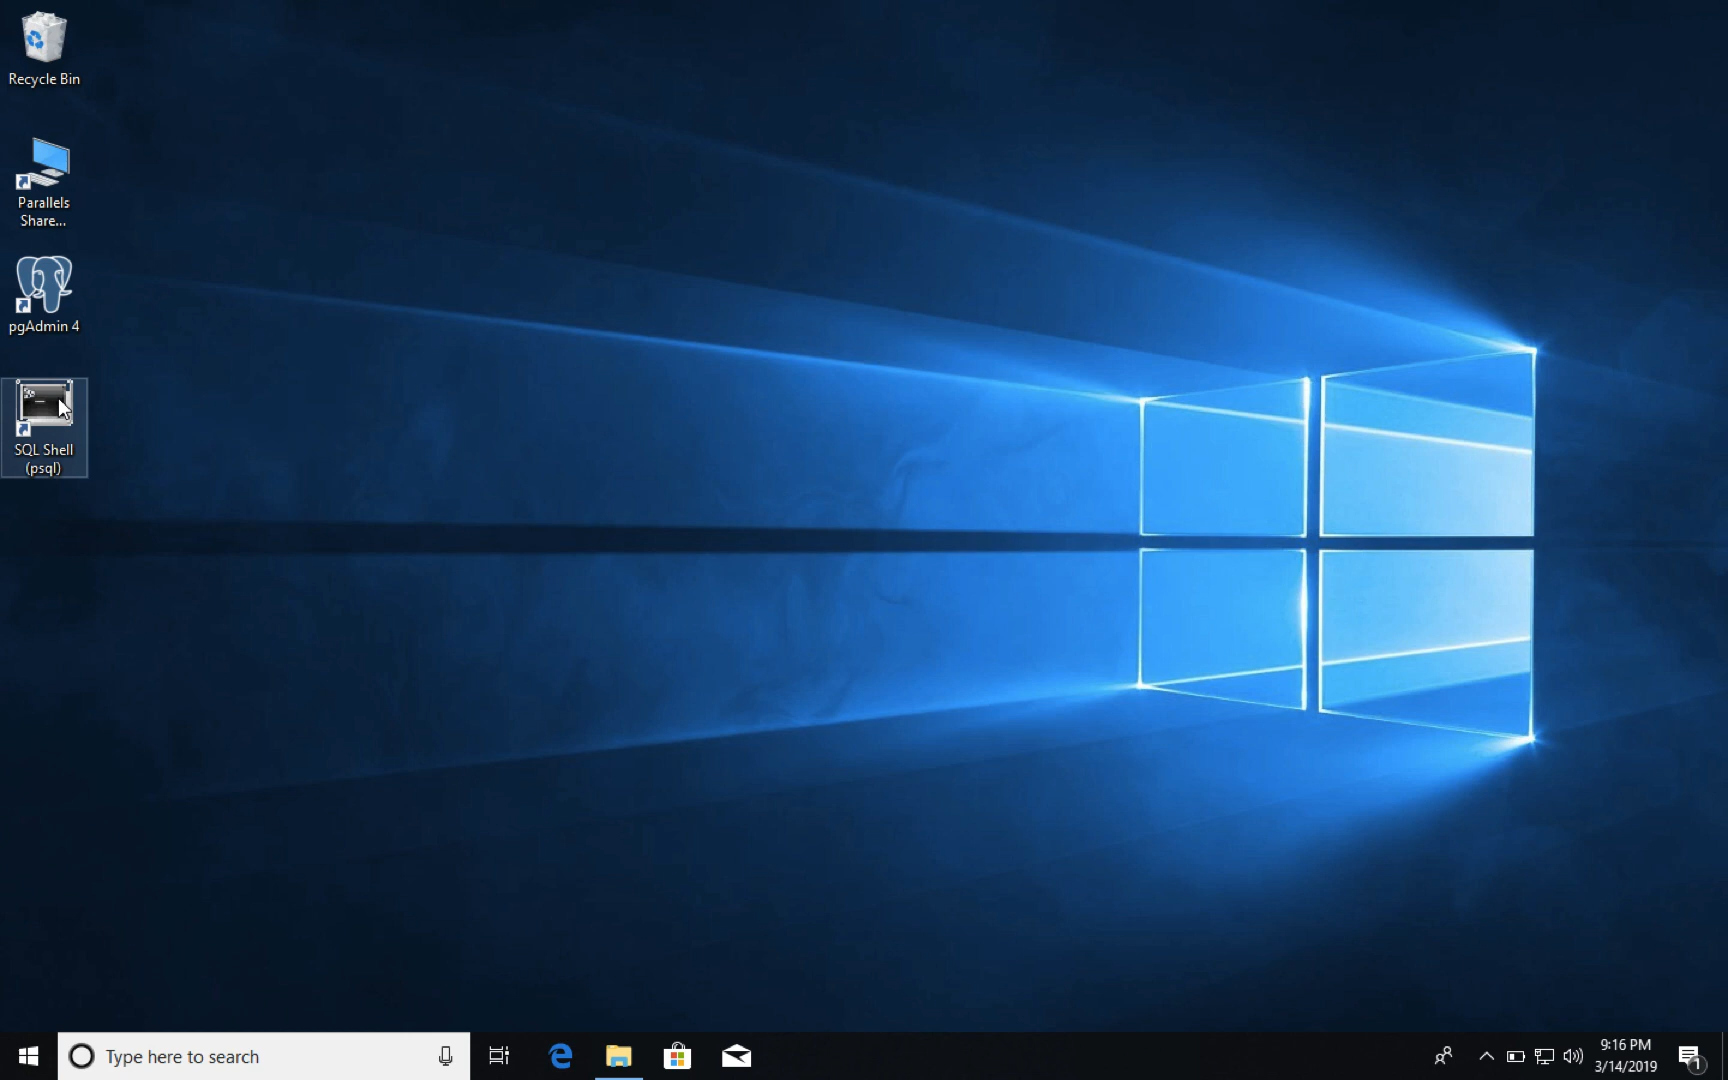 Recycle Bin
Parallels
Share...
pgAdmin 4
SQL Shell
(psql)
Type here to search
9:16 PM
3/14/2019
1